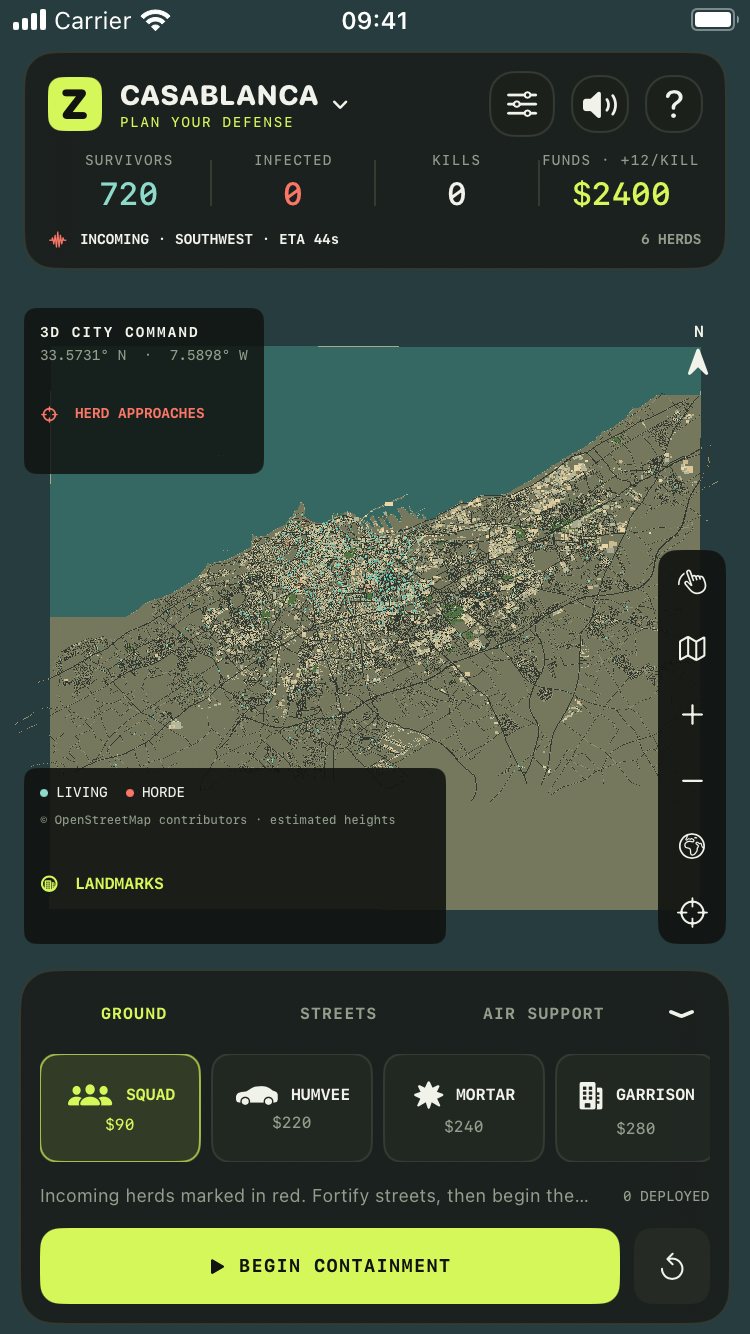 Carrier 09:41
Z CASABLANCA
PLAN YOUR DEFENSE
?
SURVIVORS INFECTED KILLS FUNDS · +12/KILL
720 0 0 $2400
INCOMING · SOUTHWEST · ETA 44s 6 HERDS
3D CITY COMMAND
33.5731° N · 7.5898° W
N
HERD APPROACHES
LIVING HORDE
© OpenStreetMap contributors · estimated heights
LANDMARKS
GROUND STREETS AIR SUPPORT
SQUAD HUMVEE MORTAR GARRISON
$90 $220 $240 $280
Incoming herds marked in red. Fortify streets, then begin the… 0 DEPLOYED
BEGIN CONTAINMENT